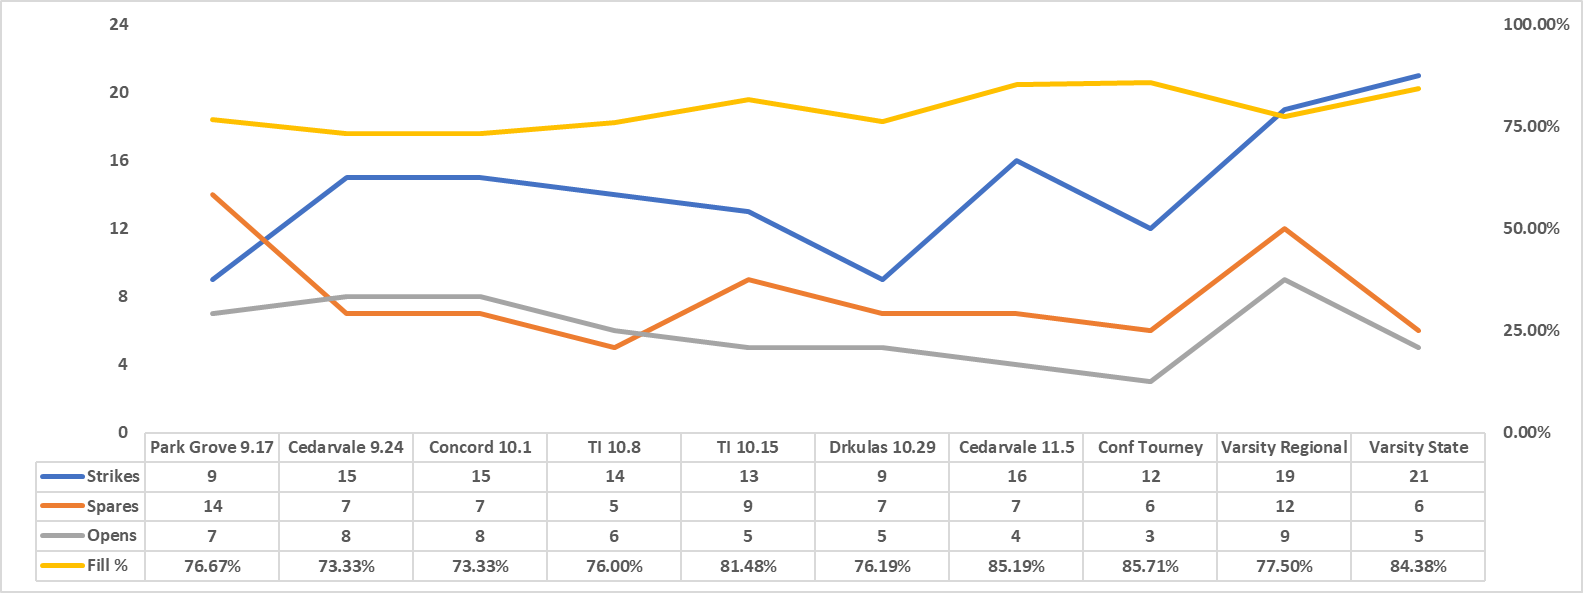 24
20
16
12
8
4
0
100.00%
75.00%
50.00%
25.00%
0.00%
Park Grove 9.17 Cedarvale 9.24 Concord 10.1 TI 10.8 TI 10.15 Drkulas 10.29 Cedarvale 11.5 Conf Tourney Varsity Regional Varsity State
Strikes 9 15 15 14 13 9 16 12 19 21
Spares 14 7 7 5 9 7 7 6 12 6
Opens 7 8 8 6 5 5 4 3 9 5
Fill % 76.67% 73.33% 73.33% 76.00% 81.48% 76.19% 85.19% 85.71% 77.50% 84.38%